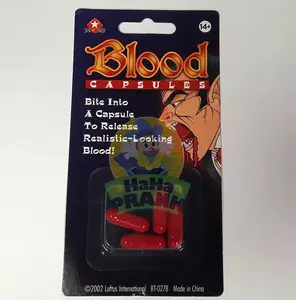 14+
Blood
CAPSULES
Bite Into
A Capsule
To Release
Realistic-Looking
Blood!
HaHa
PRANK
©2002 Loftus International BT-0278 Made in China